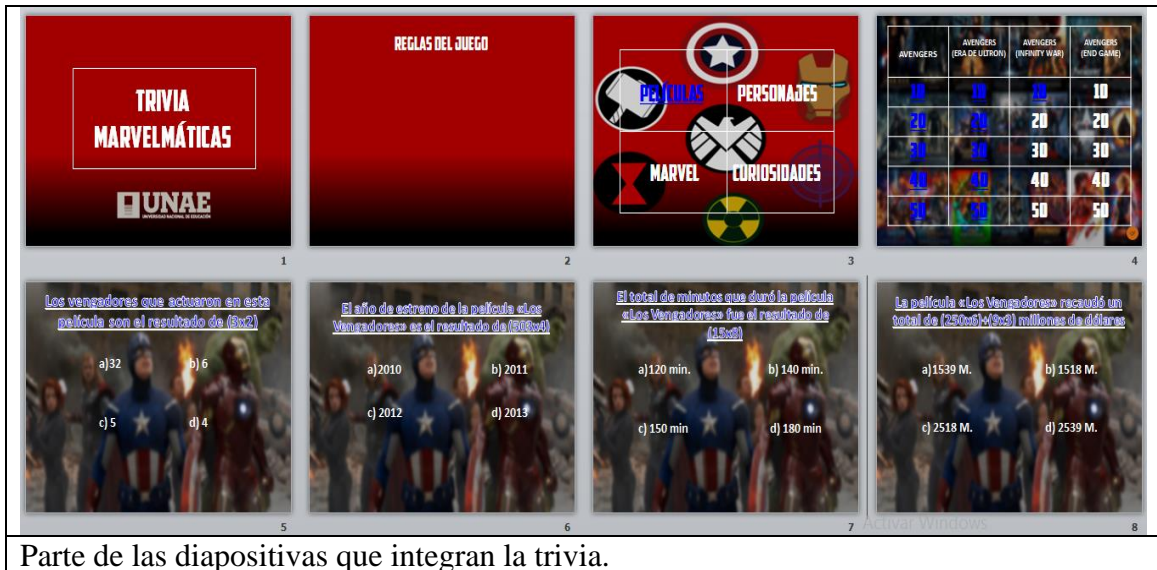 TRIVIA
MARVELMÁTICAS
UNAE
UNIVERSIDAD NACIONAL DE EDUCACIÓN
1
REGLAS DEL JUEGO
2
PELÍCULAS PERSONAJES
MARVEL CURIOSIDADES
3
AVENGERS AVENGERS (ERA DE ULTRON) AVENGERS (INFINITY WAR) AVENGERS (END GAME)
10 10 10 10
20 20 20 20
30 30 30 30
40 40 40 40
50 50 50 50
4
Los vengadores que actuaron en esta
película son el resultado de (3x2)
a)32 b) 6
c) 5 d) 4
5
El año de estreno de la película «Los
Vengadores» es el resultado de (503x4)
a)2010 b) 2011
c) 2012 d) 2013
6
El total de minutos que duró la película
«Los Vengadores» fue el resultado de
a)120 min. b) 140 min.
c) 150 min d) 180 min
7
La película «Los Vengadores» recaudó un
total de (250x6)+(9x3) millones de dólares
a)1539 M. b) 1518 M.
c) 2518 M. d) 2539 M.
Activar Windows
8
Parte de las diapositivas que integran la trivia.